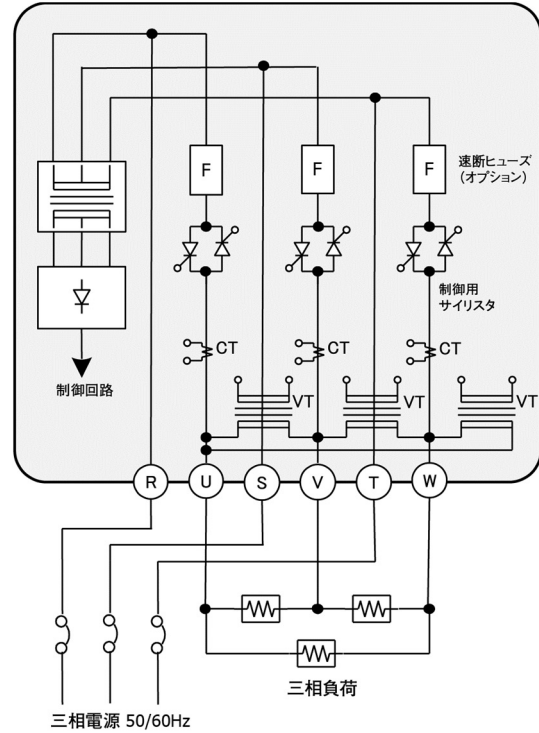 F
F
F
速断ヒューズ
(オプション)
制御用
サイリスタ
CT
CT
CT
制御回路
VT
VT
VT
R
U
S
V
T
W
三相負荷
三相電源 50/60Hz